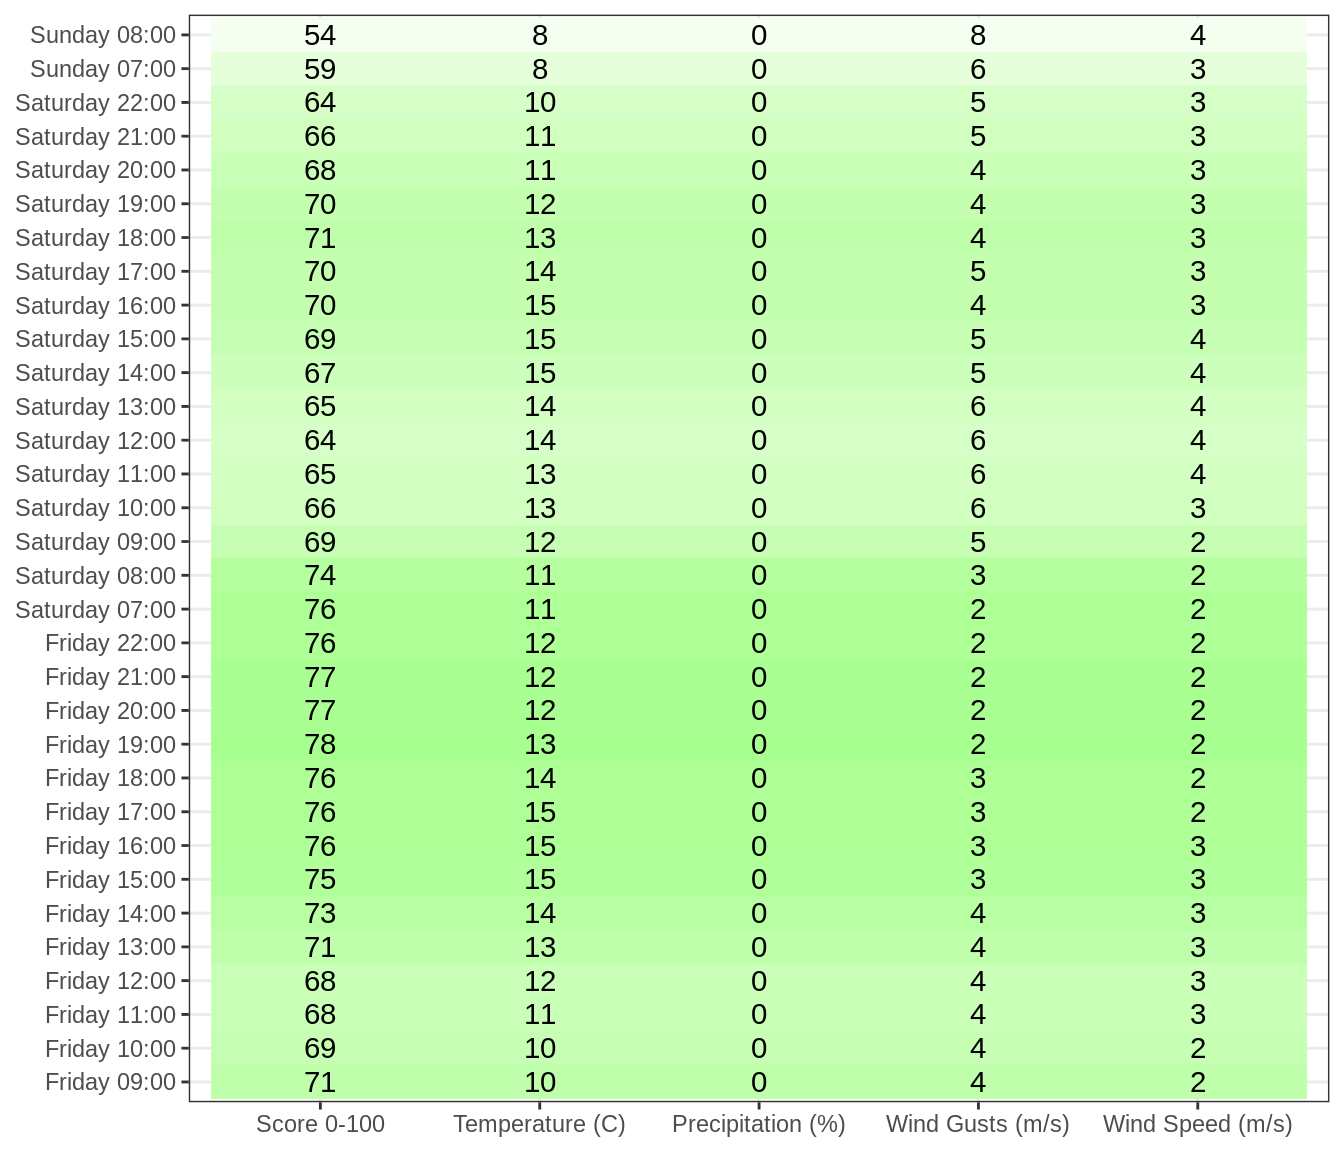 Sunday 08:00 54 8 0 8 4
Sunday 07:00 59 8 0 6 3
Saturday 22:00 64 10 0 5 3
Saturday 21:00 66 11 0 5 3
Saturday 20:00 68 11 0 4 3
Saturday 19:00 70 12 0 4 3
Saturday 18:00 71 13 0 4 3
Saturday 17:00 70 14 0 5 3
Saturday 16:00 70 15 0 4 3
Saturday 15:00 69 15 0 5 4
Saturday 14:00 67 15 0 5 4
Saturday 13:00 65 14 0 6 4
Saturday 12:00 64 14 0 6 4
Saturday 11:00 65 13 0 6 4
Saturday 10:00 66 13 0 6 3
Saturday 09:00 69 12 0 5 2
Saturday 08:00 74 11 0 3 2
Saturday 07:00 76 11 0 2 2
Friday 22:00 76 12 0 2 2
Friday 21:00 77 12 0 2 2
Friday 20:00 77 12 0 2 2
Friday 19:00 78 13 0 2 2
Friday 18:00 76 14 0 3 2
Friday 17:00 76 15 0 3 2
Friday 16:00 76 15 0 3 3
Friday 15:00 75 15 0 3 3
Friday 14:00 73 14 0 4 3
Friday 13:00 71 13 0 4 3
Friday 12:00 68 12 0 4 3
Friday 11:00 68 11 0 4 3
Friday 10:00 69 10 0 4 2
Friday 09:00 71 10 0 4 2
Score 0-100 Temperature (C) Precipitation (%) Wind Gusts (m/s) Wind Speed (m/s)